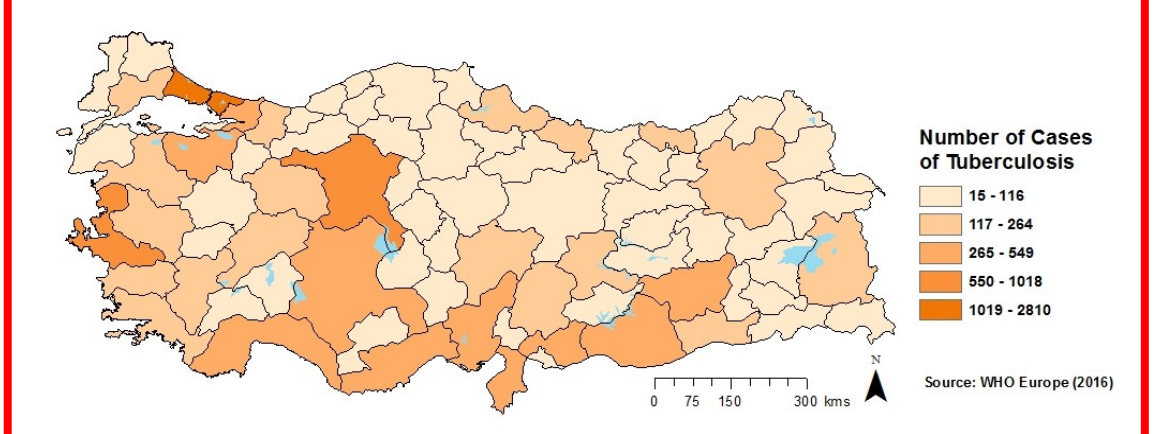 Number of Cases
of Tuberculosis
15 - 116
117 - 264
265 - 549
550 - 1018
1019 - 2810
N
0 75 150 300 kms
Source: WHO Europe (2016)